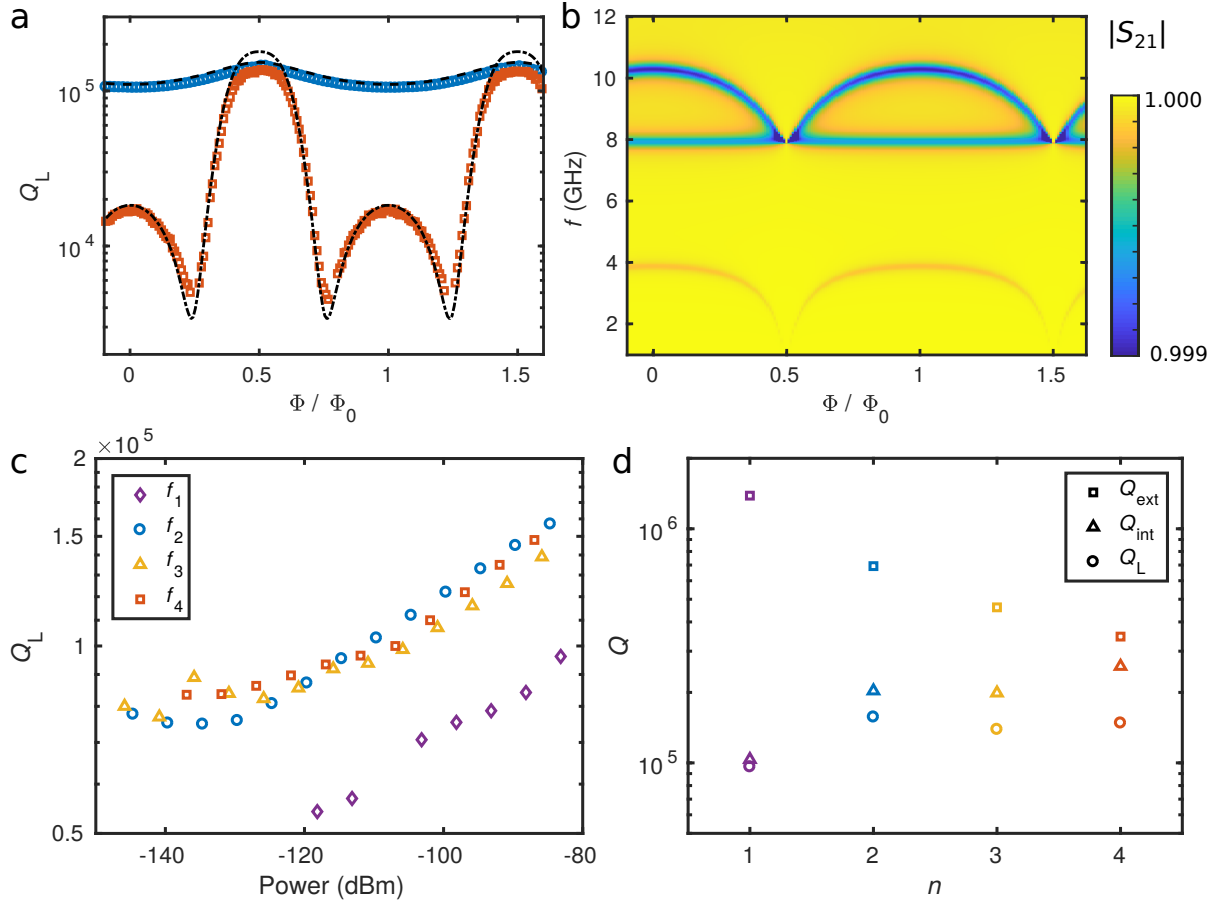 a
10^5
10^4
Q_L
0
0.5
1
1.5
Φ / Φ_0
b
12
10
8
6
4
2
f (GHz)
0
0.5
1
1.5
Φ / Φ_0
|S_21|
1.000
0.999
c
×10^5
2
1.5
1
0.5
Q_L
f_1
f_2
f_3
f_4
-140
-120
-100
-80
Power (dBm)
d
10^6
10^5
Q
Q_ext
Q_int
Q_L
1
2
3
4
n